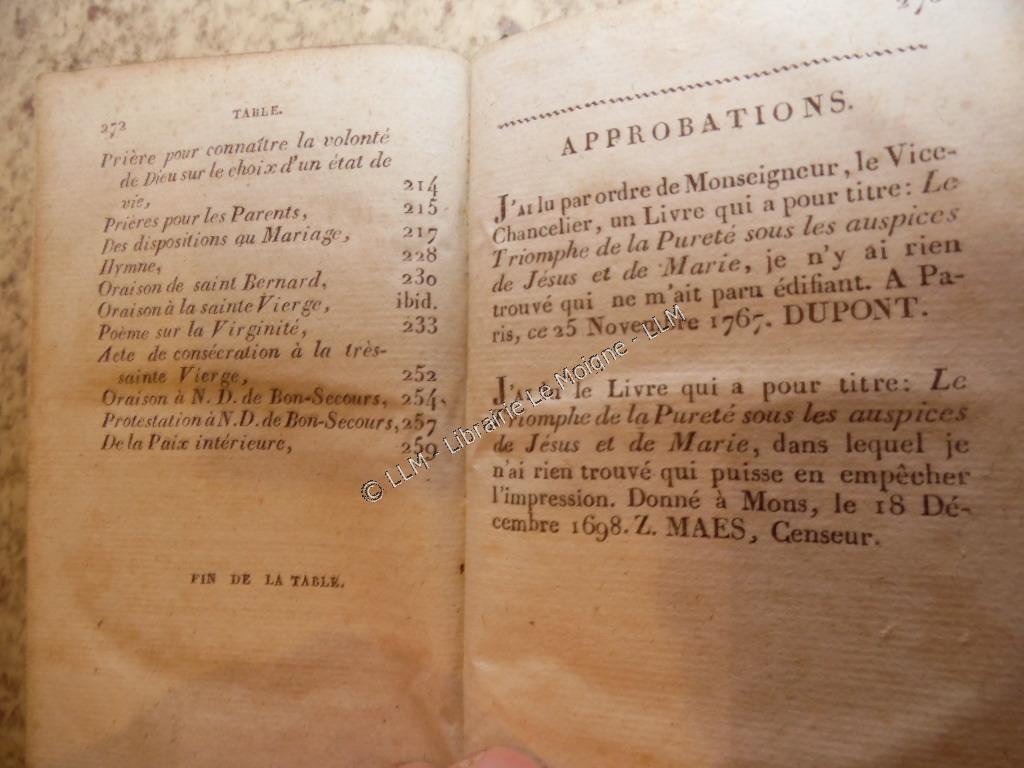 272
TABLE.
Prière pour connaître la volonté
de Dieu sur le choix d'un état de
vie, 214
Prières pour les Parents, 215
Des dispositions au Mariage, 217
Hymne, 228
Oraison de saint Bernard, 230
Oraison à la sainte Vierge, ibid.
Poème sur la Virginité, 233
Acte de consécration à la très-
sainte Vierge, 252
Oraison à N. D. de Bon-Secours, 254
Protestation à N. D. de Bon-Secours, 257
De la Paix intérieure, 259
FIN DE LA TABLE.
APPROBATIONS.
J'AI lu par ordre de Monseigneur, le Vice-
Chancelier, un Livre qui a pour titre: Le
Triomphe de la Pureté sous les auspices
de Jésus et de Marie, je n'y ai rien
trouvé qui ne m'ait paru édifiant. A Pa-
ris, ce 25 Novembre 1767. DUPONT.
J'AI lu le Livre qui a pour titre: Le
Triomphe de la Pureté sous les auspices
de Jésus et de Marie, dans lequel je
n'ai rien trouvé qui puisse en empêcher
l'impression. Donné à Mons, le 18 Dé-
cembre 1698. Z. MAES, Censeur.
© LLM - Librairie Le Moigne - LLM